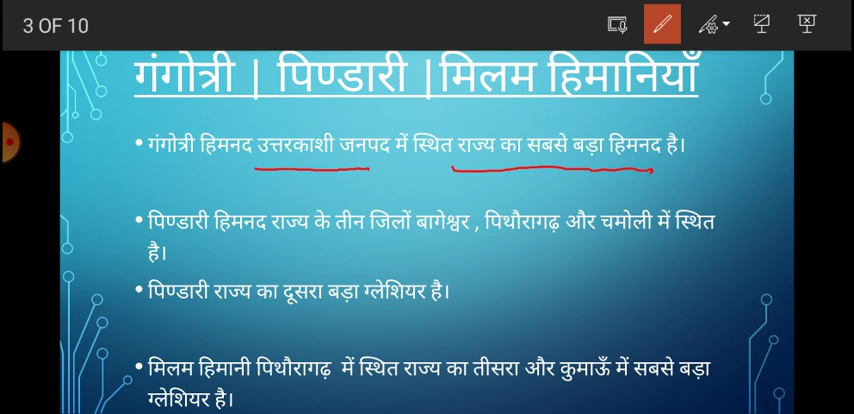 3 OF 10
गंगोत्री | पिण्डारी |मिलम हिमानियाँ
• गंगोत्री हिमनद उत्तरकाशी जनपद में स्थित राज्य का सबसे बड़ा हिमनद है।
• पिण्डारी हिमनद राज्य के तीन जिलों बागेश्वर , पिथौरागढ़ और चमोली में स्थित
है।
• पिण्डारी राज्य का दूसरा बड़ा ग्लेशियर है।
• मिलम हिमानी पिथौरागढ़ में स्थित राज्य का तीसरा और कुमाऊँ में सबसे बड़ा
ग्लेशियर है।